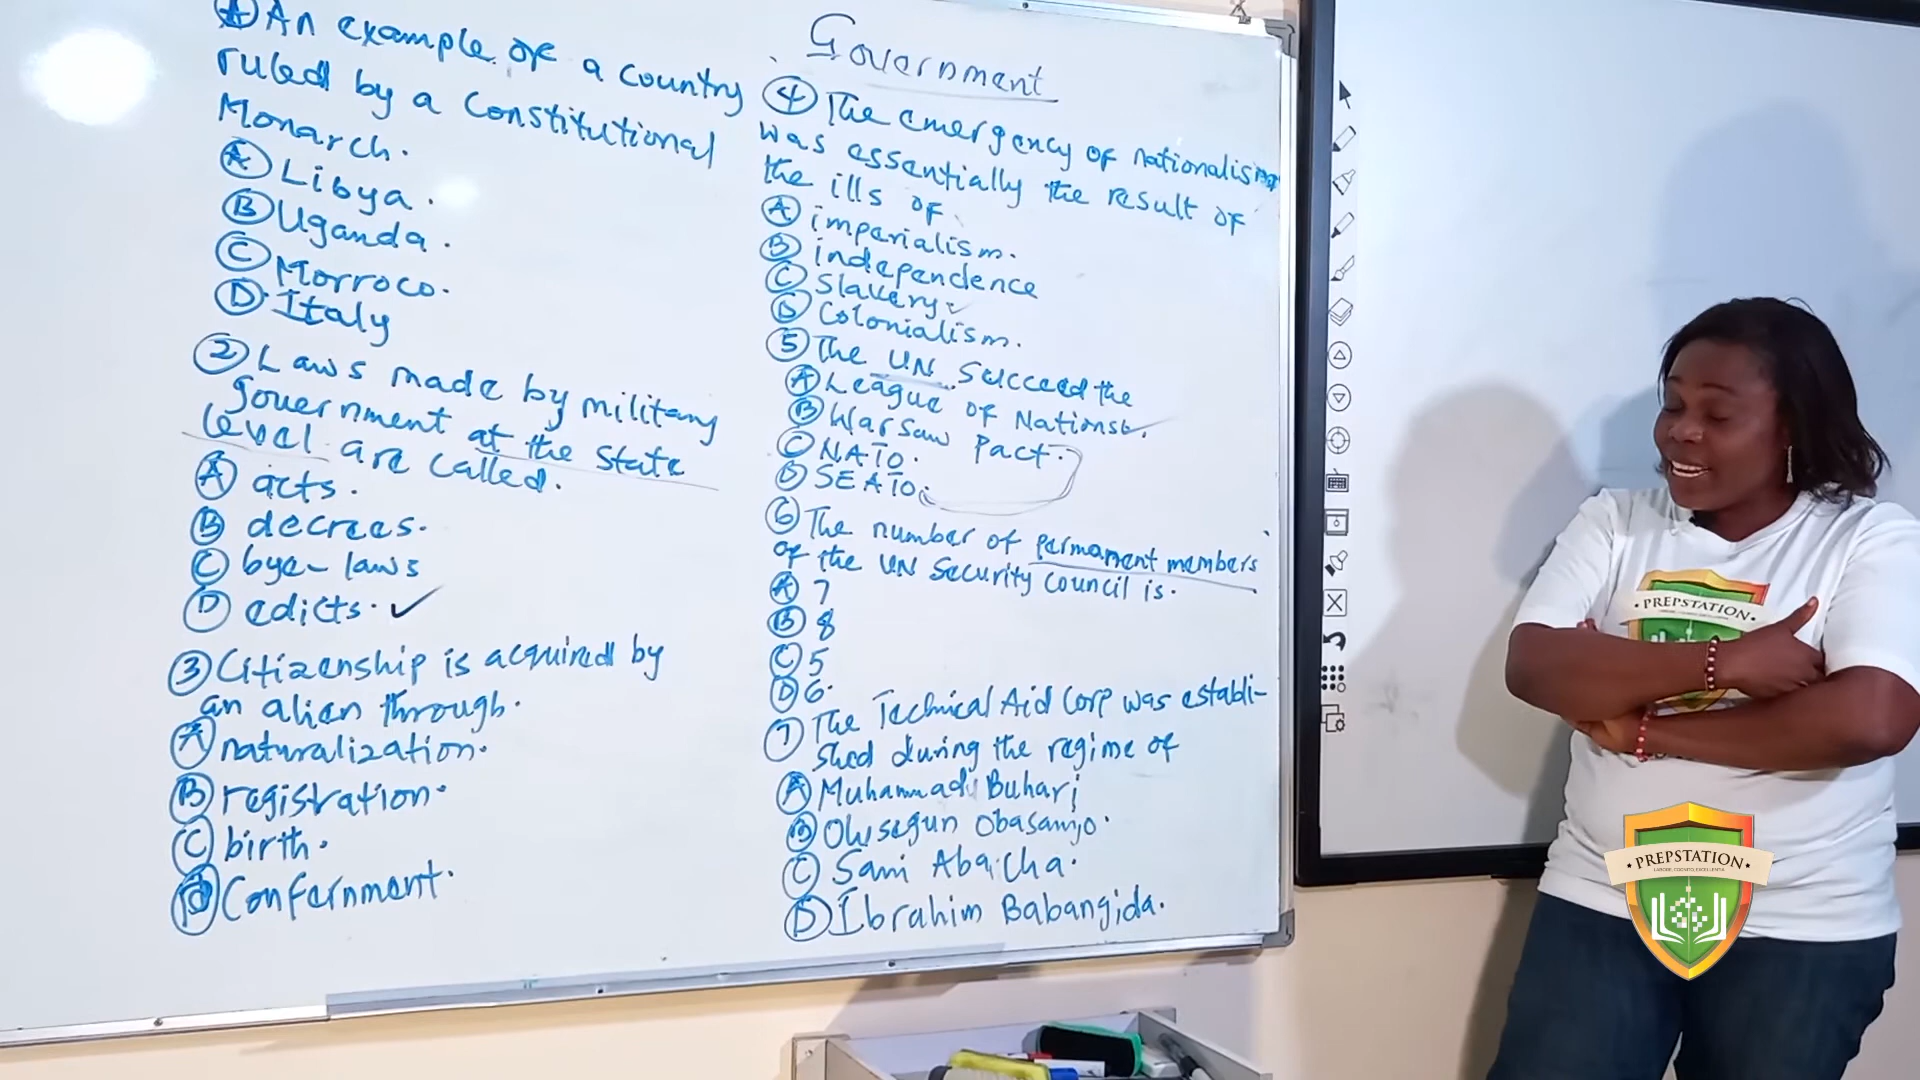 A An example of a country
ruled by a Constitutional
Monarch.
A Libya.
B Uganda.
C Morroco.
D Italy
2 Laws made by military
government at the state
level are called.
A acts.
B decrees.
C bye-laws
D edicts. ✓
3 Citizenship is acquired by
an alien through.
A naturalization.
B registration.
C birth.
D Confernment.
Government
4 The emergency of nationalism
was essentially the result of
the ills of
A imperialism.
B independence
C Slavery.
D Colonialism.
5 The UN Succeed the
A League of Nations.
B Warsaw Pact.
C NATO.
D SEATO.
6 The number of permanent members
of the UN Security Council is.
A 7
B 8
C 5
D 6.
7 The Technical Aid Corp was establi-
shed during the regime of
A Muhammadu Buhari
B Olusegun Obasanjo.
C Sani Abacha.
D Ibrahim Babangida.
PREPSTATION
PREPSTATION
LABORE, COGNITO, EXCELLENTIA